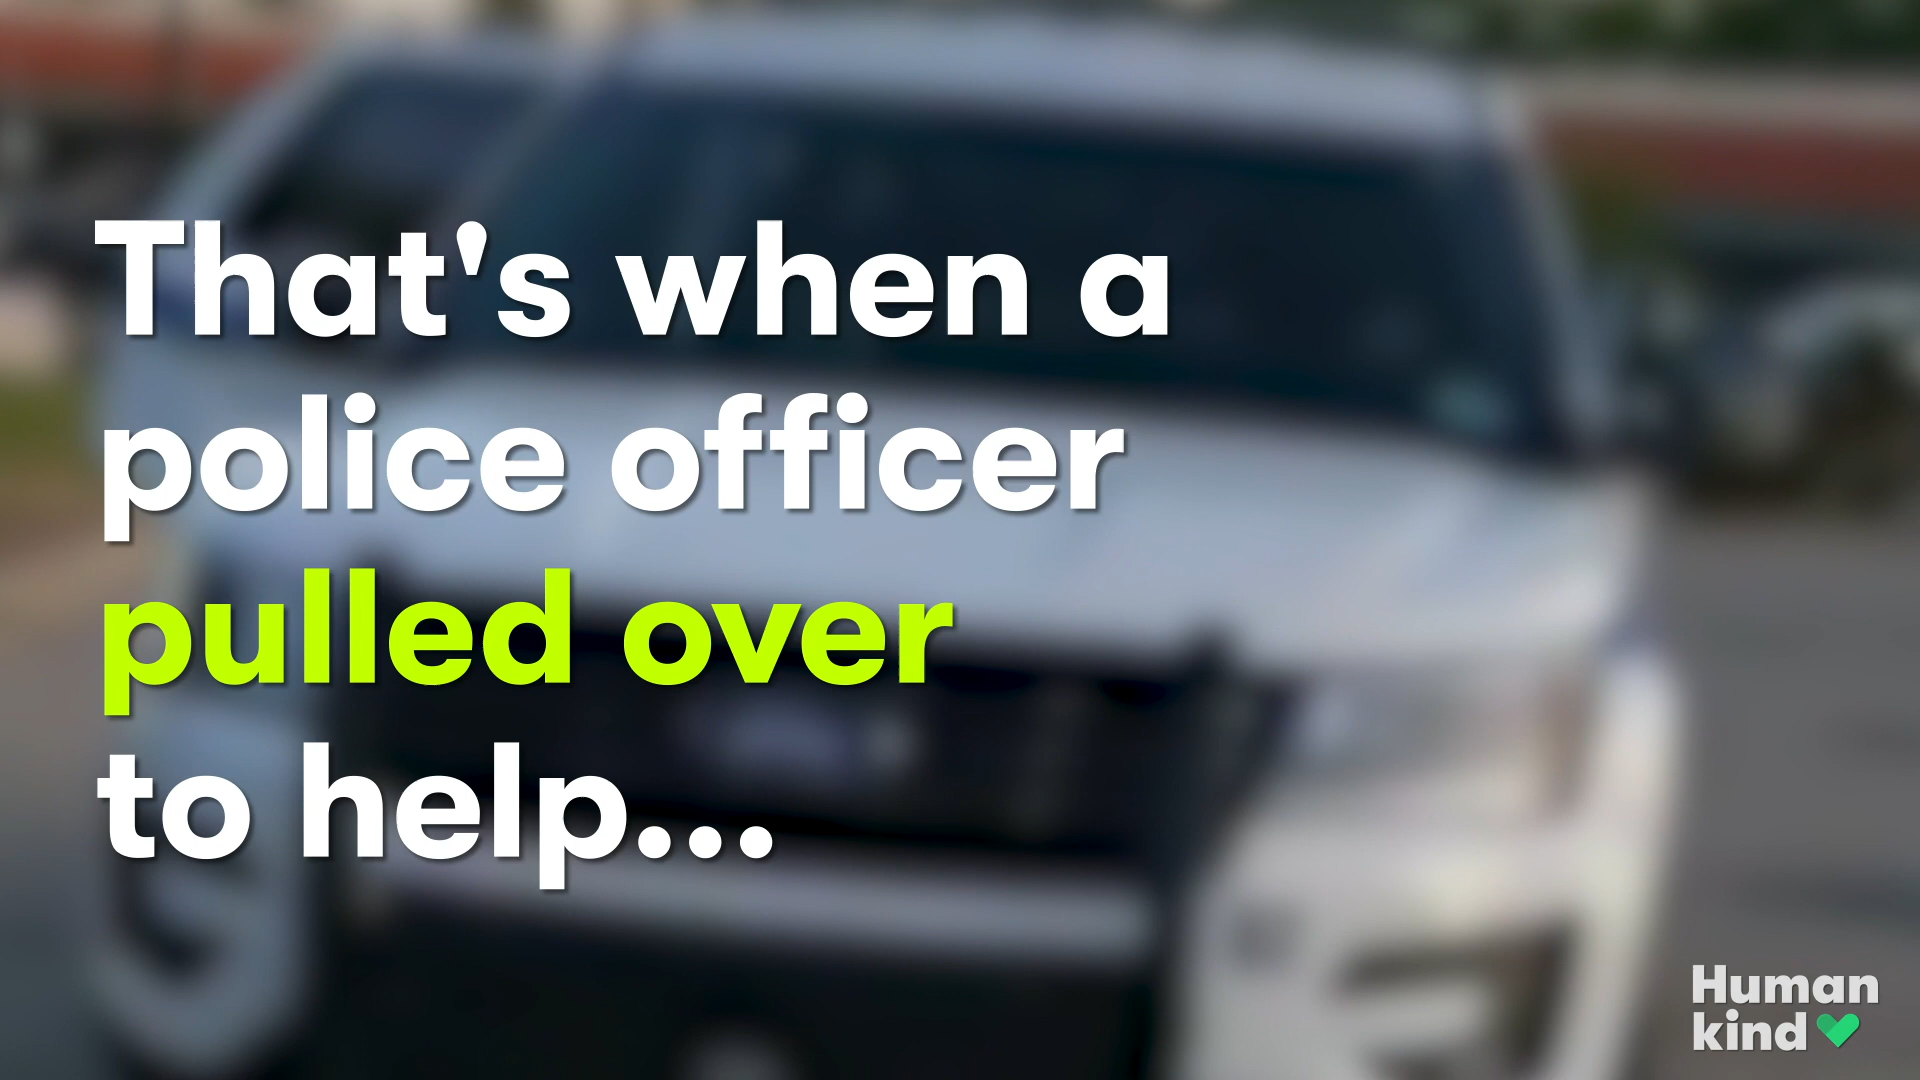 That's when a
police officer
pulled over
to help...
Human
kind